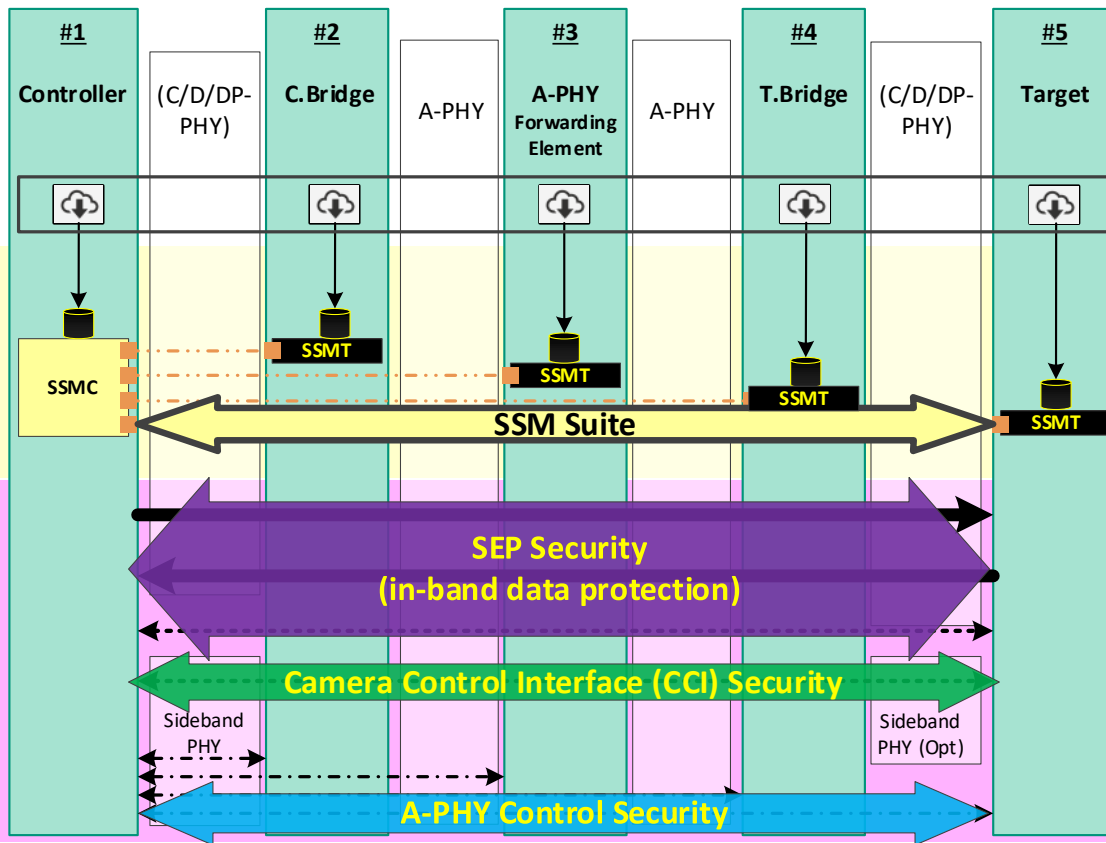 #1
#2
#3
#4
#5
Controller
(C/D/DP-
PHY)
C.Bridge
A-PHY
A-PHY
Forwarding
Element
A-PHY
T.Bridge
(C/D/DP-
PHY)
Target
SSMC
SSMT
SSMT
SSMT
SSMT
SSM Suite
SEP Security
(in-band data protection)
Camera Control Interface (CCI) Security
Sideband
PHY
Sideband
PHY (Opt)
A-PHY Control Security